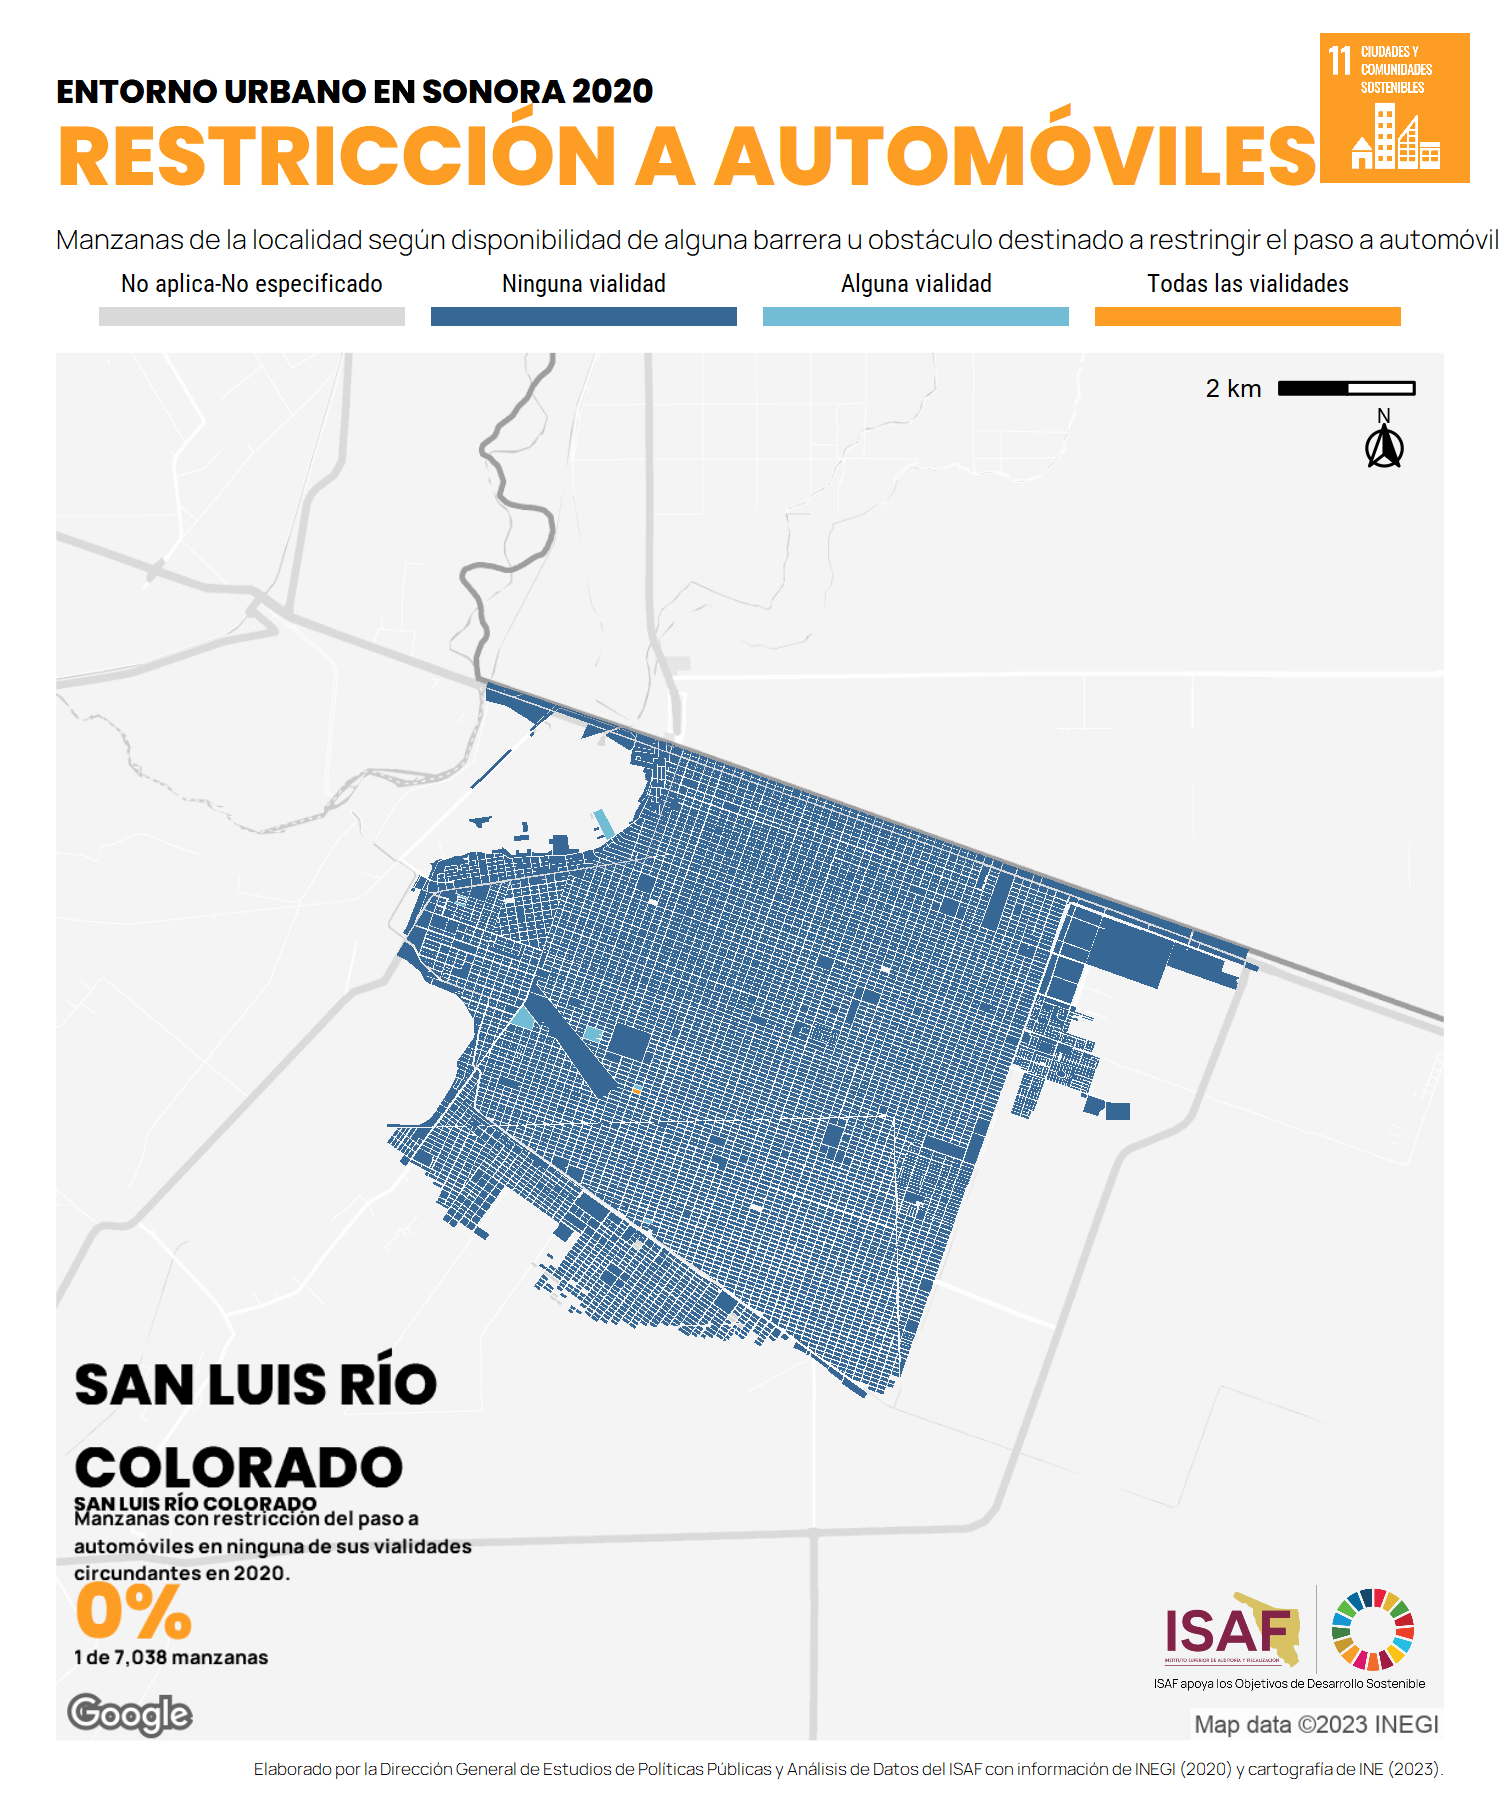 ENTORNO URBANO EN SONORA 2020
RESTRICCIÓN A AUTOMÓVILES
11 CIUDADES Y
COMUNIDADES
SOSTENIBLES
Manzanas de la localidad según disponibilidad de alguna barrera u obstáculo destinado a restringir el paso a automóvil
No aplica-No especificado
Ninguna vialidad
Alguna vialidad
Todas las vialidades
2 km
N
SAN LUIS RÍO
COLORADO
SAN LUIS RÍO COLORADO
Manzanas con restricción del paso a
automóviles en ninguna de sus vialidades
circundantes en 2020.
0%
1 de 7,038 manzanas
Google
ISAF
INSTITUTO SUPERIOR DE AUDITORÍA Y FISCALIZACIÓN
ISAF apoya los Objetivos de Desarrollo Sostenible
Map data ©2023 INEGI
Elaborado por la Dirección General de Estudios de Políticas Públicas y Análisis de Datos del ISAF con información de INEGI (2020) y cartografía de INE (2023).